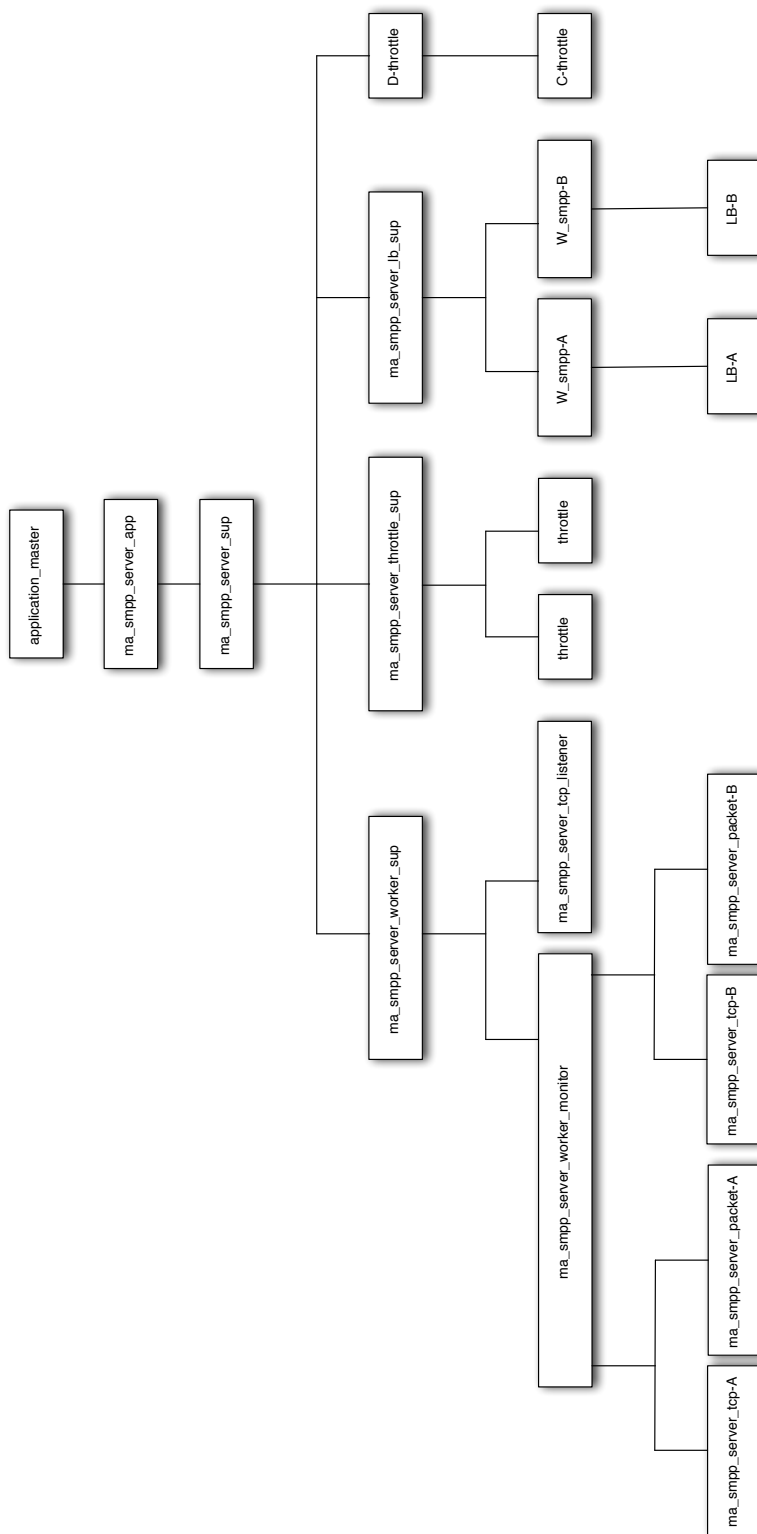 application_master
ma_smpp_server_app
ma_smpp_server_sup
ma_smpp_server_worker_sup
ma_smpp_server_throttle_sup
ma_smpp_server_lb_sup
D-throttle
ma_smpp_server_worker_monitor
ma_smpp_server_tcp_listener
throttle
throttle
W_smpp-A
W_smpp-B
C-throttle
ma_smpp_server_tcp-A
ma_smpp_server_packet-A
ma_smpp_server_tcp-B
ma_smpp_server_packet-B
LB-A
LB-B